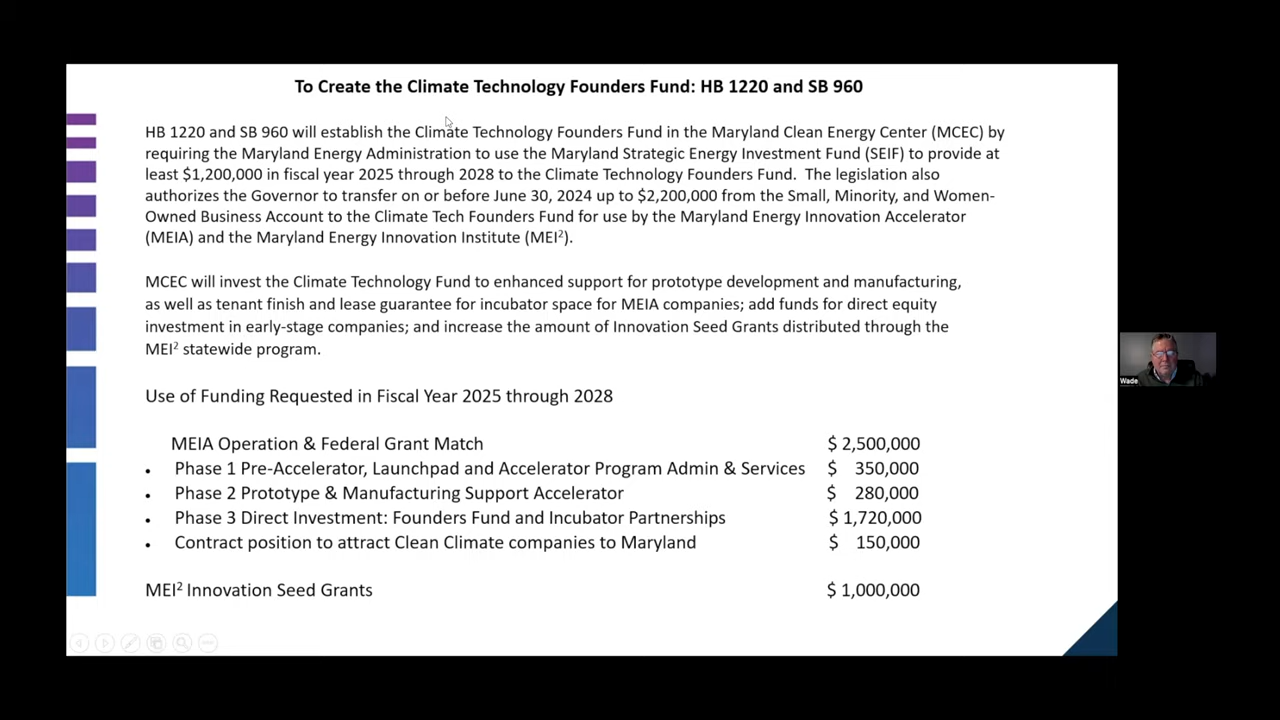 To Create the Climate Technology Founders Fund: HB 1220 and SB 960
HB 1220 and SB 960 will establish the Climate Technology Founders Fund in the Maryland Clean Energy Center (MCEC) by
requiring the Maryland Energy Administration to use the Maryland Strategic Energy Investment Fund (SEIF) to provide at
least $1,200,000 in fiscal year 2025 through 2028 to the Climate Technology Founders Fund.  The legislation also
authorizes the Governor to transfer on or before June 30, 2024 up to $2,200,000 from the Small, Minority, and Women-
Owned Business Account to the Climate Tech Founders Fund for use by the Maryland Energy Innovation Accelerator
(MEIA) and the Maryland Energy Innovation Institute (MEI²).
MCEC will invest the Climate Technology Fund to enhanced support for prototype development and manufacturing,
as well as tenant finish and lease guarantee for incubator space for MEIA companies; add funds for direct equity
investment in early-stage companies; and increase the amount of Innovation Seed Grants distributed through the
MEI² statewide program.
Use of Funding Requested in Fiscal Year 2025 through 2028
MEIA Operation & Federal Grant Match $ 2,500,000
• Phase 1 Pre-Accelerator, Launchpad and Accelerator Program Admin & Services $ 350,000
• Phase 2 Prototype & Manufacturing Support Accelerator $ 280,000
• Phase 3 Direct Investment: Founders Fund and Incubator Partnerships $ 1,720,000
• Contract position to attract Clean Climate companies to Maryland $ 150,000
MEI² Innovation Seed Grants $ 1,000,000
Wade